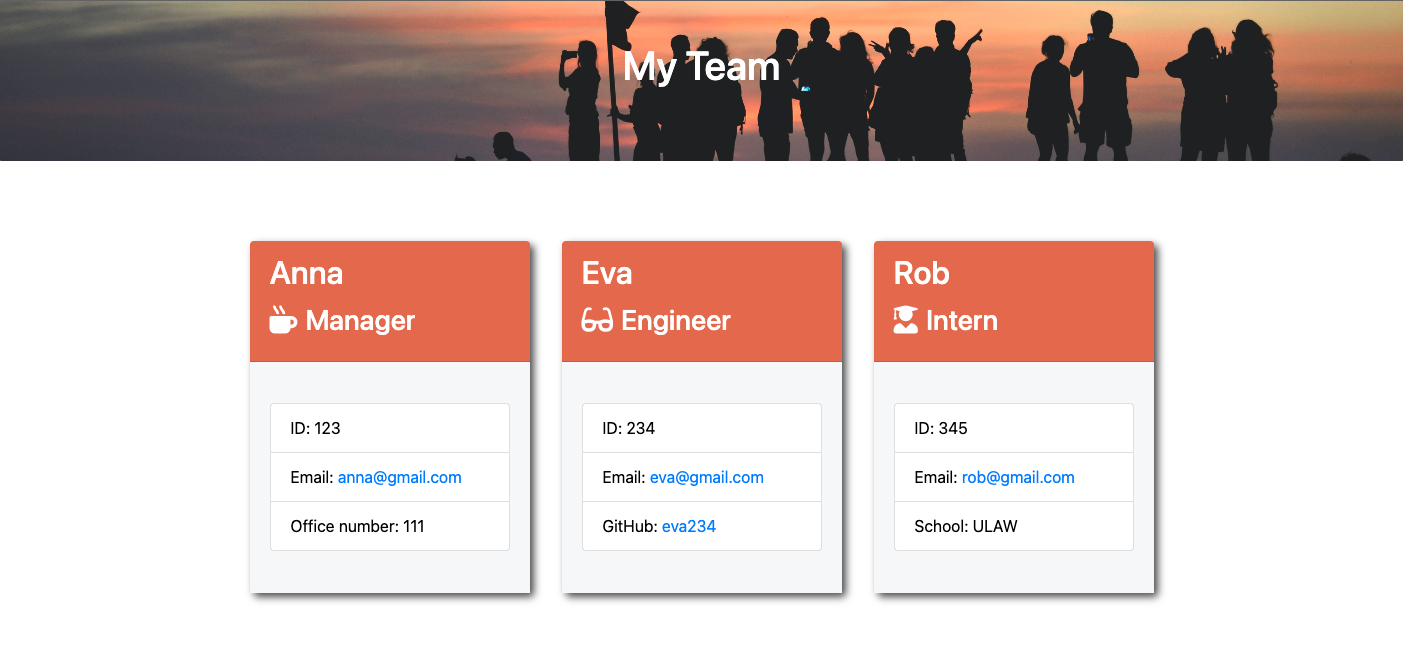 My Team
Anna
Manager
ID: 123
Email: anna@gmail.com
Office number: 111
Eva
Engineer
ID: 234
Email: eva@gmail.com
GitHub: eva234
Rob
Intern
ID: 345
Email: rob@gmail.com
School: ULAW